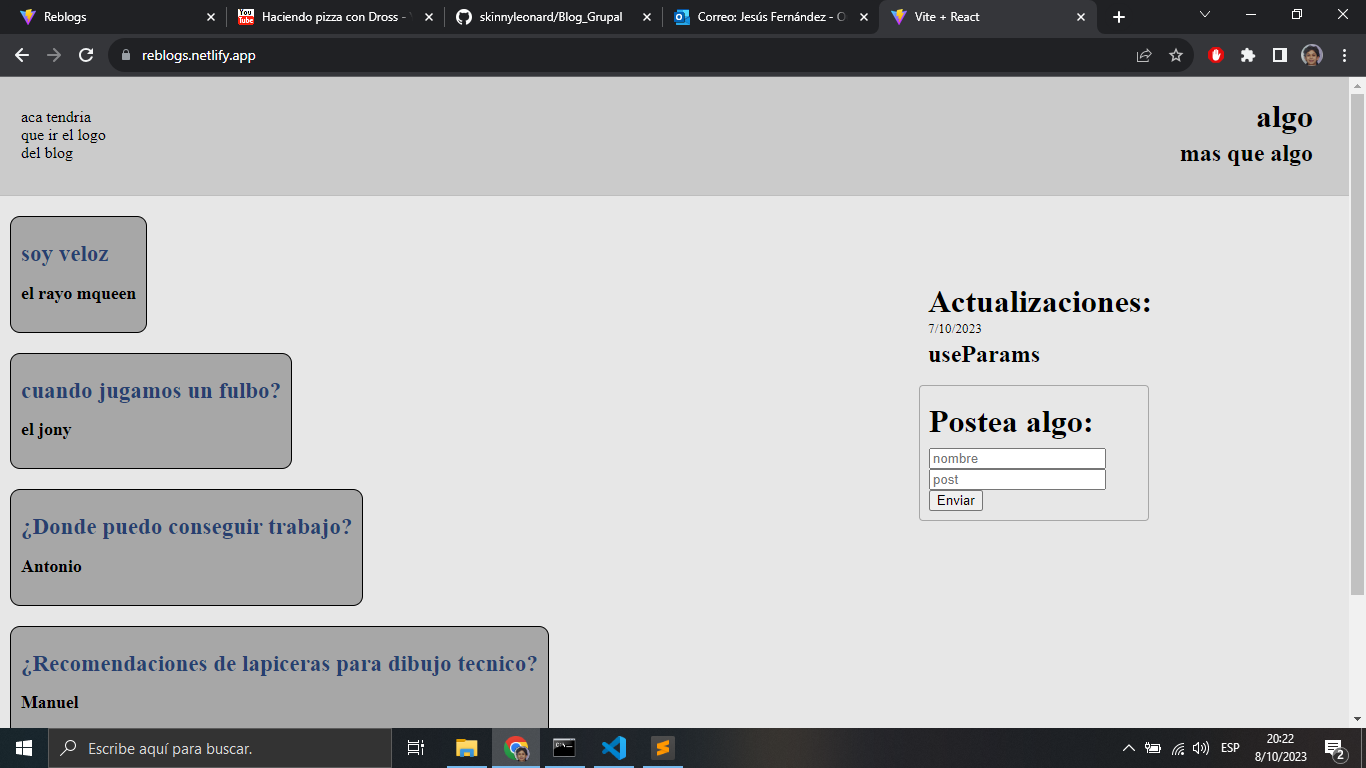 Reblogs
You Tube
Haciendo pizza con Dross -
skinnyleonard/Blog_Grupal
Correo: Jesús Fernández - O
Vite + React
reblogs.netlify.app
aca tendria
que ir el logo
del blog
algo
mas que algo
soy veloz
el rayo mqueen
cuando jugamos un fulbo?
el jony
¿Donde puedo conseguir trabajo?
Antonio
¿Recomendaciones de lapiceras para dibujo tecnico?
Manuel
Actualizaciones:
7/10/2023
useParams
Postea algo:
nombre
post
Enviar
Escribe aquí para buscar.
ESP
20:22
8/10/2023
2